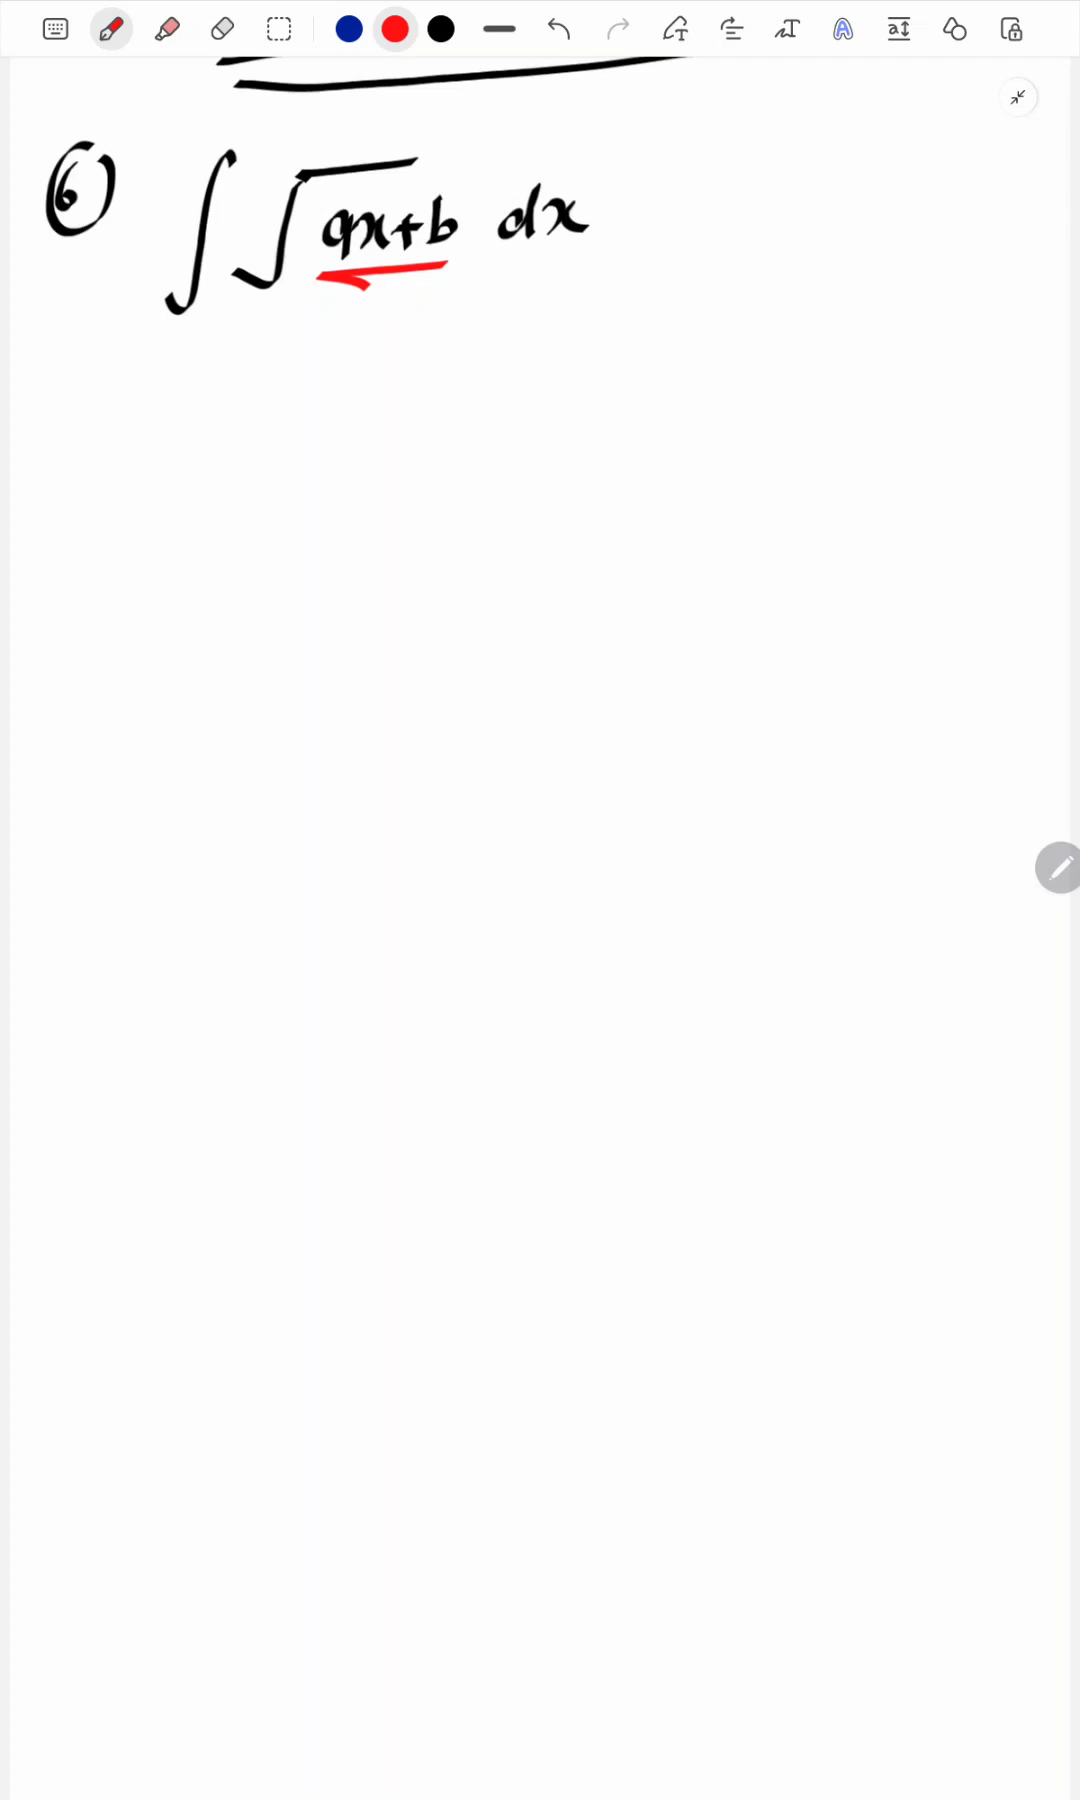 ⑥ ∫ √ax+b dx